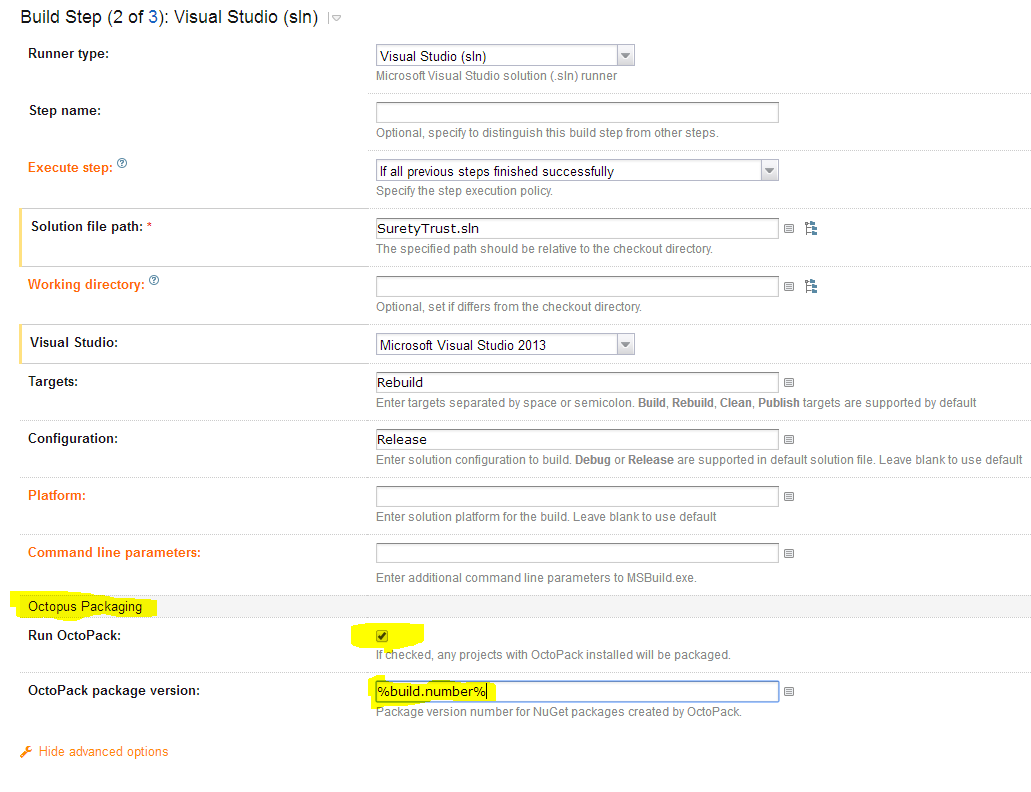 Build Step (2 of 3): Visual Studio (sln)
Runner type:
Visual Studio (sln)
Microsoft Visual Studio solution (.sln) runner
Step name:
Optional, specify to distinguish this build step from other steps.
Execute step: ?
If all previous steps finished successfully
Specify the step execution policy.
Solution file path: *
SuretyTrust.sln
The specified path should be relative to the checkout directory.
Working directory: ?
Optional, set if differs from the checkout directory.
Visual Studio:
Microsoft Visual Studio 2013
Targets:
Rebuild
Enter targets separated by space or semicolon. Build, Rebuild, Clean, Publish targets are supported by default
Configuration:
Release
Enter solution configuration to build. Debug or Release are supported in default solution file. Leave blank to use default
Platform:
Enter solution platform for the build. Leave blank to use default
Command line parameters:
Enter additional command line parameters to MSBuild.exe.
Octopus Packaging
Run OctoPack:
If checked, any projects with OctoPack installed will be packaged.
OctoPack package version:
%build.number%
Package version number for NuGet packages created by OctoPack.
Hide advanced options